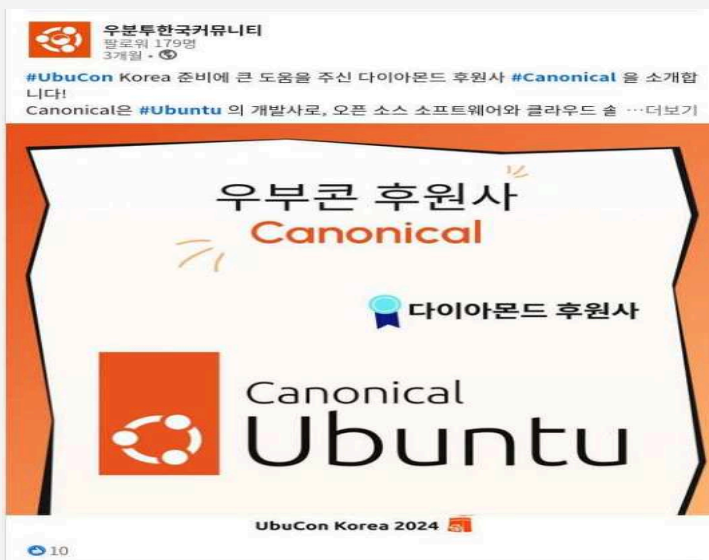 우분투한국커뮤니티
팔로워 179명
3개월 •
#UbuCon Korea 준비에 큰 도움을 주신 다이아몬드 후원사 #Canonical 을 소개합
니다!
Canonical은 #Ubuntu 의 개발사로, 오픈 소스 소프트웨어와 클라우드 솔 …더보기
우부콘 후원사
Canonical
다이아몬드 후원사
Canonical
Ubuntu
UbuCon Korea 2024
10